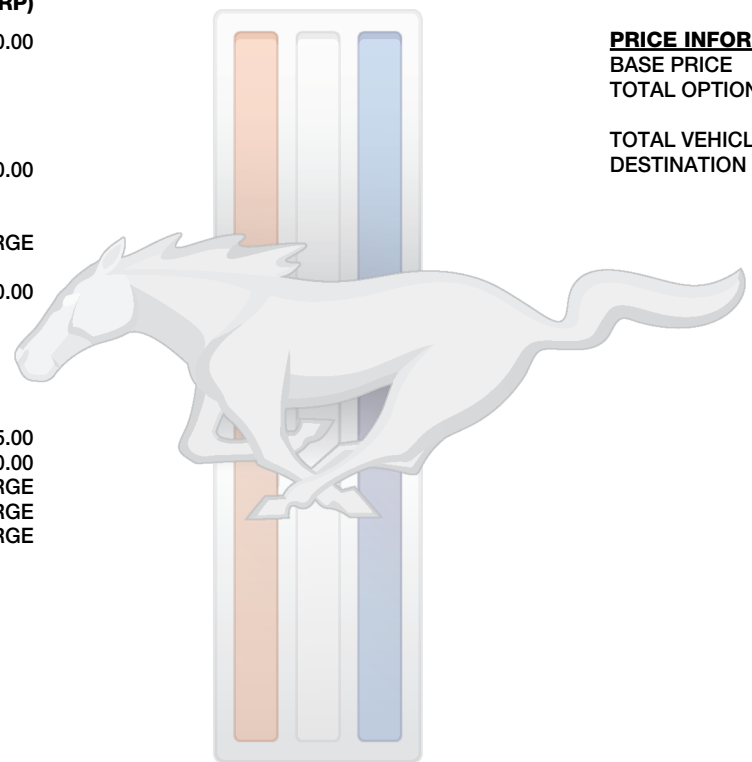 RP)
0.00
0.00
RGE
0.00
5.00
0.00
RGE
RGE
RGE
PRICE INFOR
BASE PRICE
TOTAL OPTION
TOTAL VEHICL
DESTINATION